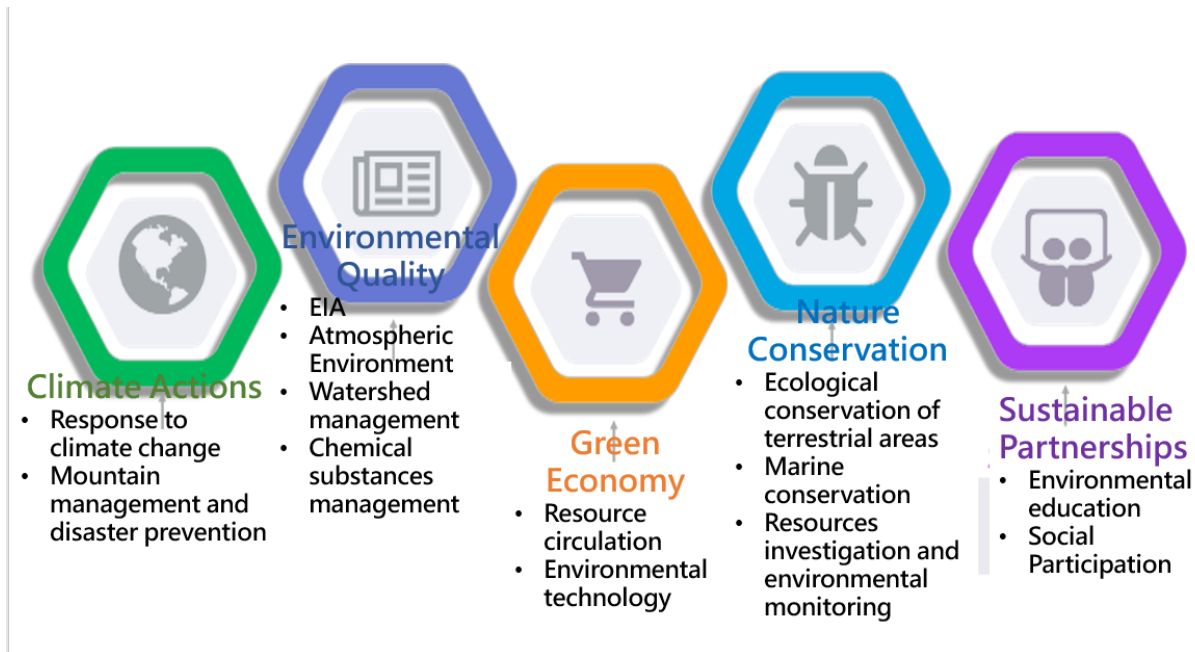 Climate Actions
• Response to
climate change
• Mountain
management and
disaster prevention
Environmental
Quality
• EIA
• Atmospheric
Environment
• Watershed
management
• Chemical
substances
management
Green
Economy
• Resource
circulation
• Environmental
technology
Nature
Conservation
• Ecological
conservation of
terrestrial areas
• Marine
conservation
• Resources
investigation and
environmental
monitoring
Sustainable
Partnerships
• Environmental
education
• Social
Participation